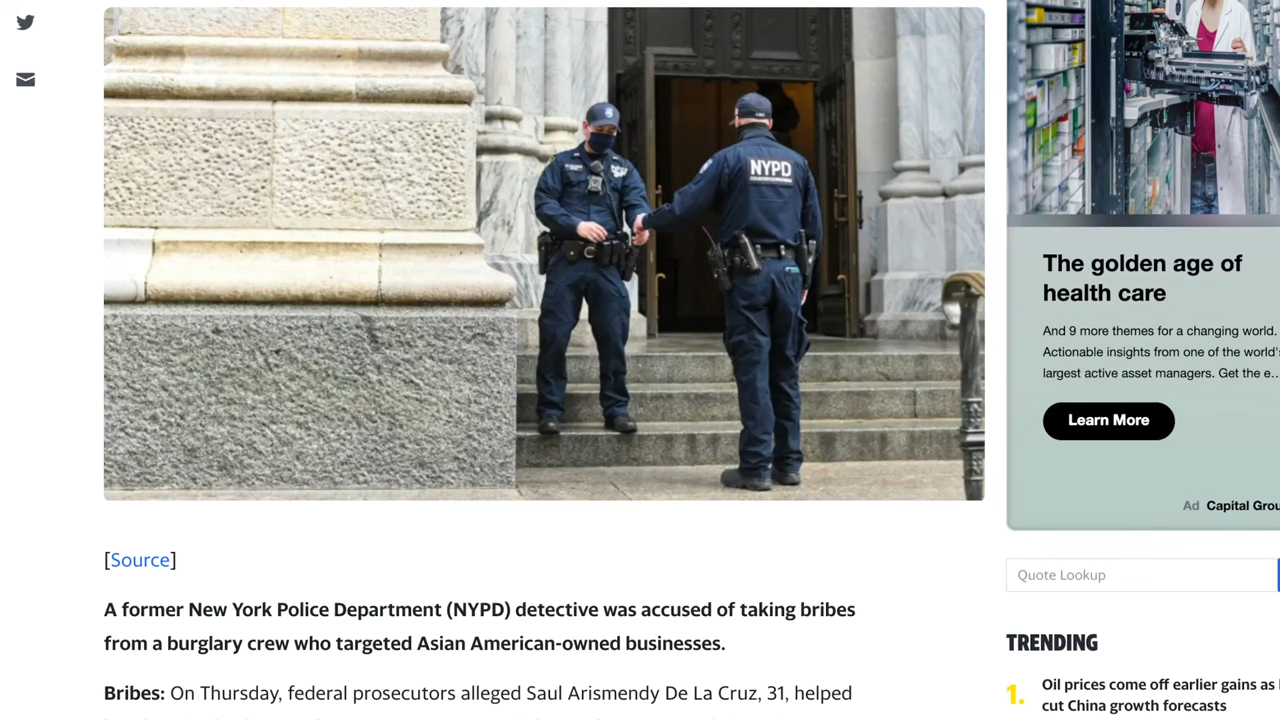 NYPD
The golden age of
health care
And 9 more themes for a changing world.
Actionable insights from one of the world's
largest active asset managers. Get the e...
Learn More
Ad Capital Grou
[Source]
Quote Lookup
A former New York Police Department (NYPD) detective was accused of taking bribes
from a burglary crew who targeted Asian American-owned businesses.
TRENDING
Bribes: On Thursday, federal prosecutors alleged Saul Arismendy De La Cruz, 31, helped
1. Oil prices come off earlier gains as
cut China growth forecasts